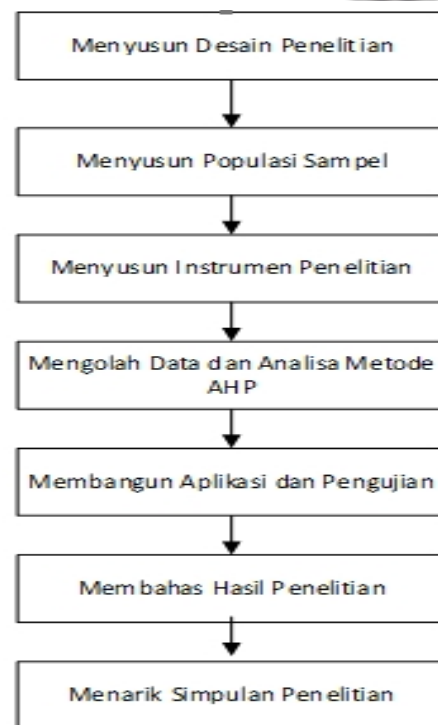 Menyusun Desain Penelitian
Menyusun Populasi Sampel
Menyusun Instrumen Penelitian
Mengolah Data dan Analisa Metode
AHP
Membangun Aplikasi dan Pengujian
Membahas Hasil Penelitian
Menarik Simpulan Penelitian